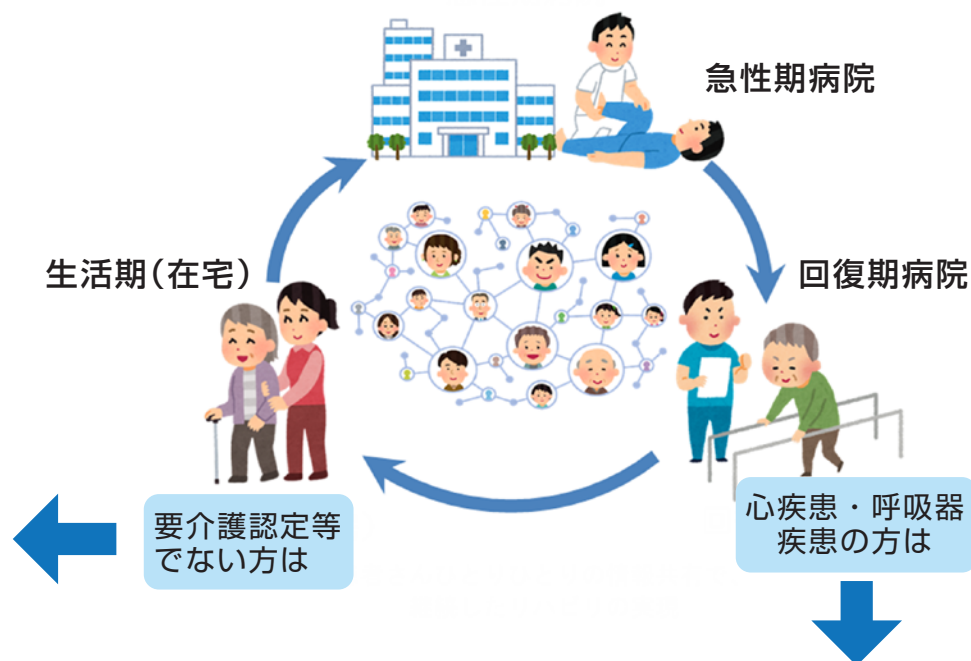 急性期病院
生活期(在宅)
回復期病院
要介護認定等
でない方は
心疾患・呼吸器
疾患の方は